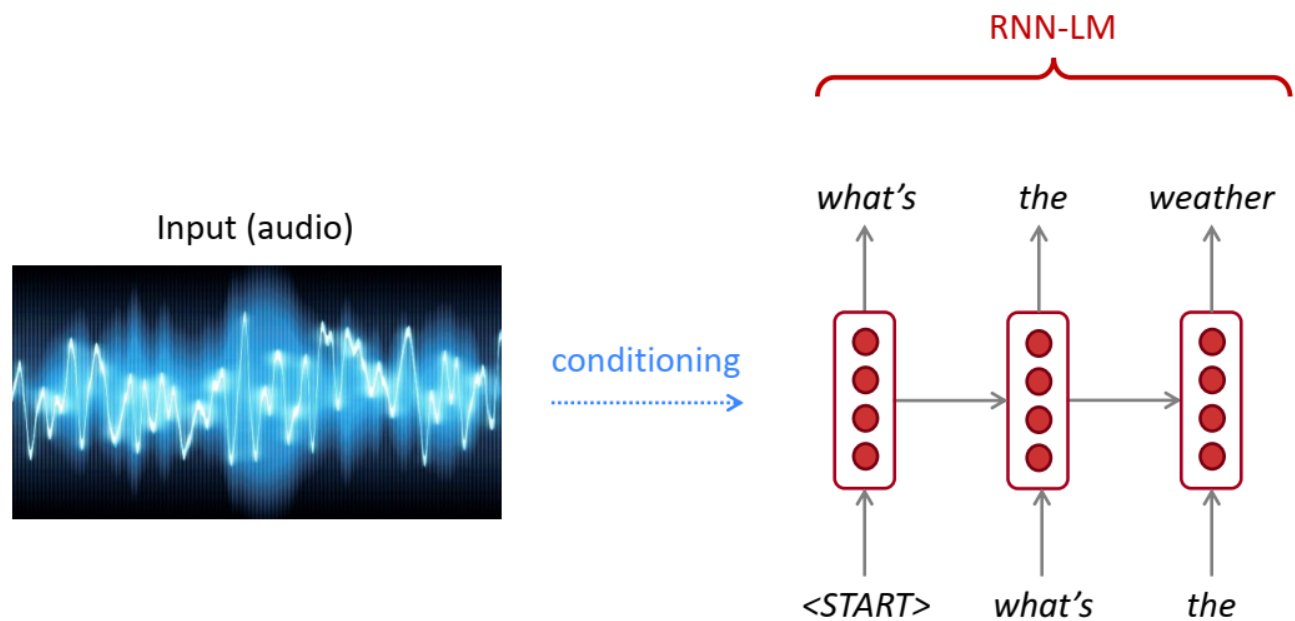 RNN-LM
what’s the weather
Input (audio)
conditioning
<START> what’s the